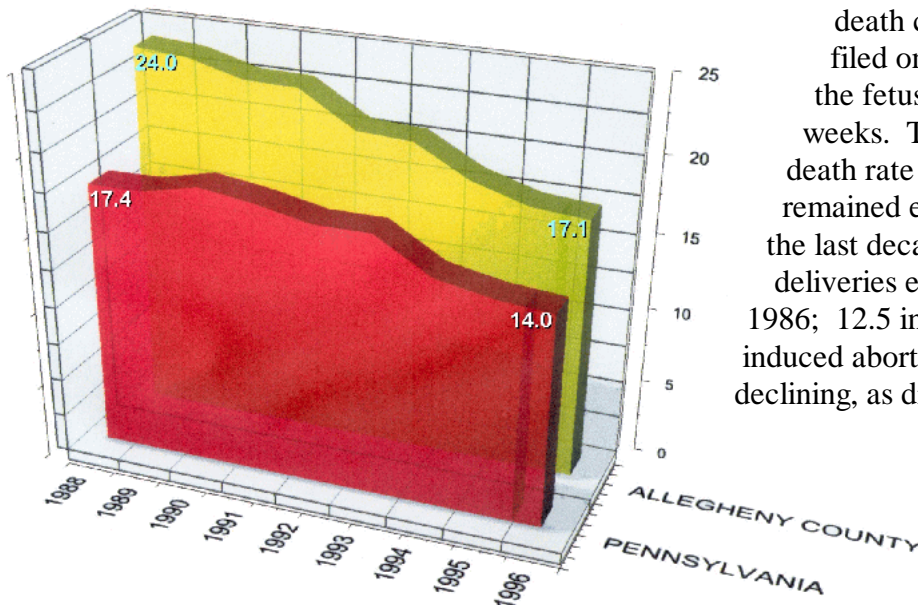 24.0
17.4
17.1
14.0
25
20
15
10
5
0
1988
1989
1990
1991
1992
1993
1994
1995
1996
ALLEGHENY COUNTY
PENNSYLVANIA
death
filed
the fetus
weeks. T
death rate
remained e
the last deca
deliveries e
1986; 12.5 in
induced abort
declining, as di